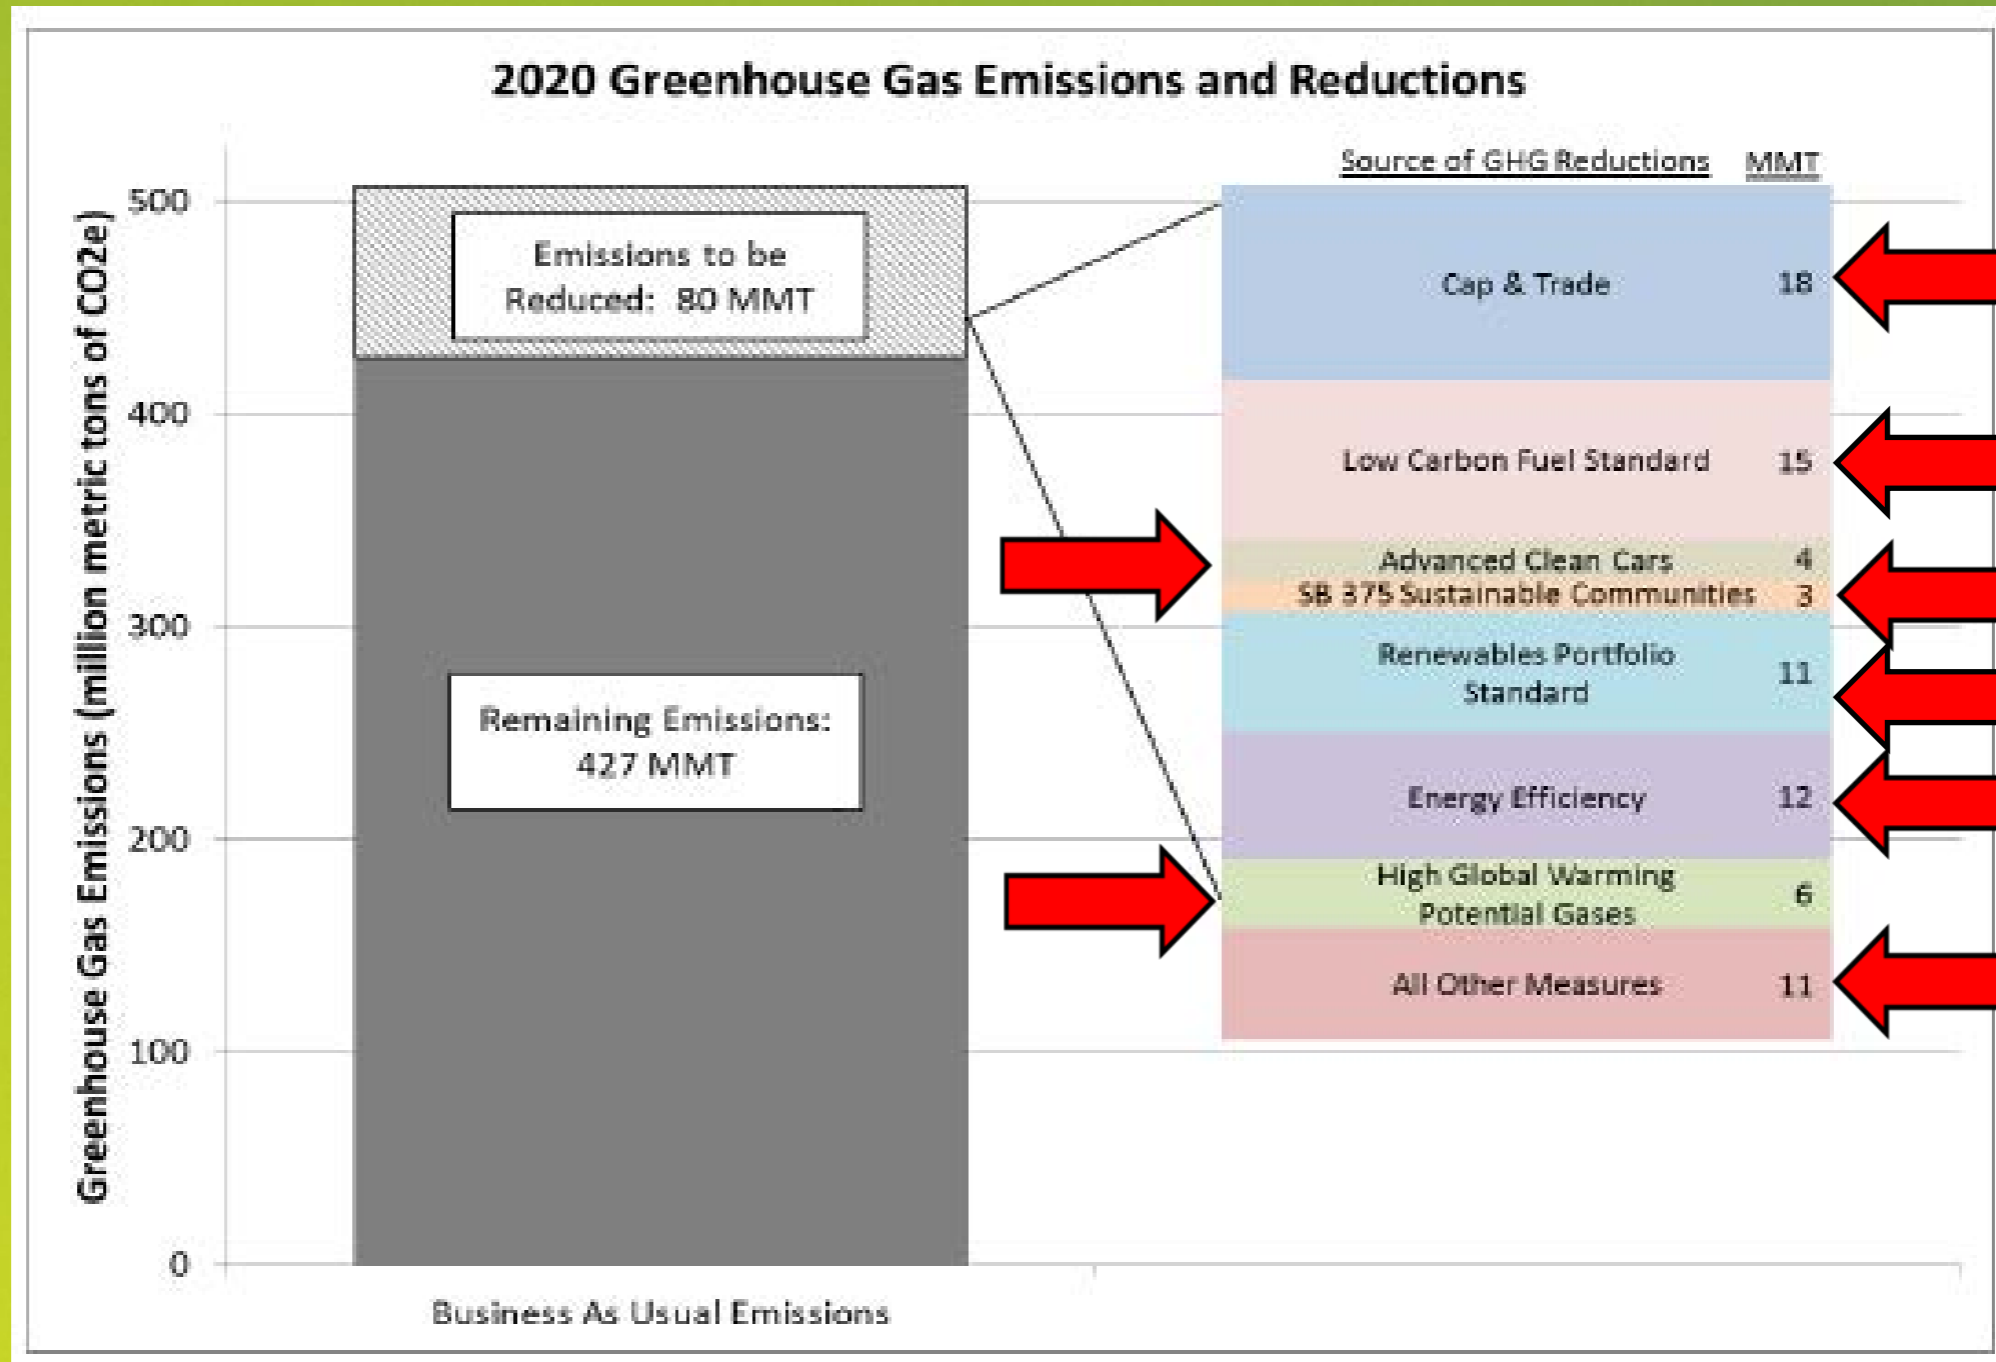 2020 Greenhouse Gas Emissions and Reductions
Greenhouse Gas Emissions (million metric tons of CO2e)
500
400
300
200
100
0
Emissions to be
Reduced: 80 MMT
Remaining Emissions:
427 MMT
Business As Usual Emissions
Source of GHG Reductions MMT
Cap & Trade 18
Low Carbon Fuel Standard 15
Advanced Clean Cars 4
SB 375 Sustainable Communities 3
Renewables Portfolio
Standard 11
Energy Efficiency 12
High Global Warming
Potential Gases 6
All Other Measures 11